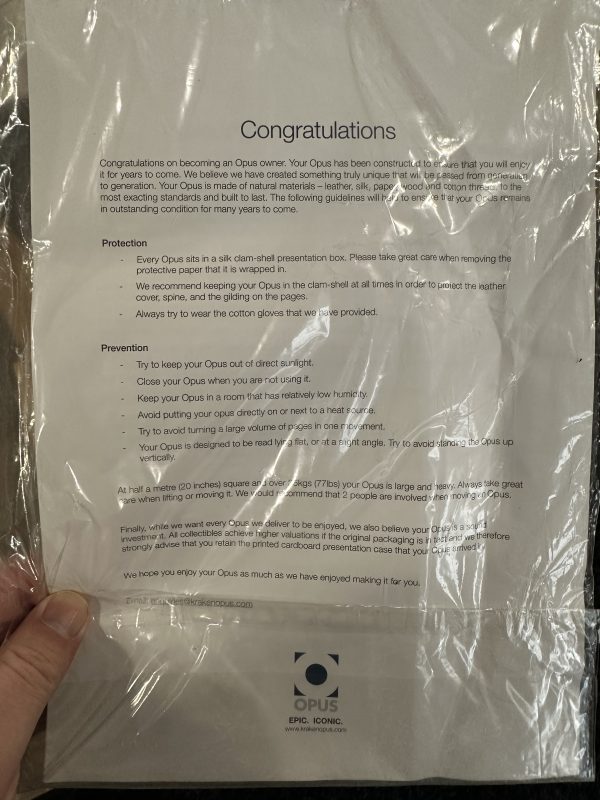 Congratulations
Congratulations on becoming an Opus owner. Your Opus has been constructed to ensure that you will enjoy
it for years to come. We believe we have created something truly unique that will be passed from generation
to generation. Your Opus is made of natural materials – leather, silk, paper, wood and cotton thread, to the
most exacting standards and built to last. The following guidelines will help to ensure that your Opus remains
in outstanding condition for many years to come.
Protection
- Every Opus sits in a silk clam-shell presentation box. Please take great care when removing the
protective paper that it is wrapped in.
- We recommend keeping your Opus in the clam-shell at all times in order to protect the leather
cover, spine, and the gilding on the pages.
- Always try to wear the cotton gloves that we have provided.
Prevention
- Try to keep your Opus out of direct sunlight.
- Close your Opus when you are not using it.
- Keep your Opus in a room that has relatively low humidity.
- Avoid putting your opus directly on or next to a heat source.
- Try to avoid turning a large volume of pages in one movement.
- Your Opus is designed to be read lying flat, or at a slight angle. Try to avoid standing the Opus up
vertically.
At half a metre (20 inches) square and over (77lbs) your Opus is large and heavy. Always take great
care when lifting or moving it. We would recommend that 2 people are involved when moving an Opus.
Finally, while we want every Opus we deliver to be enjoyed, we also believe your Opus is a sound
investment. All collectibles achieve higher valuations if the original packaging is in tact and we therefore
strongly advise that you retain the printed cardboard presentation case that your Opus arrived
We hope you enjoy your Opus as much as we have enjoyed making it for you.
Email: enquiries@krakenopus.com
OPUS
EPIC. ICONIC.
www.krakenopus.com